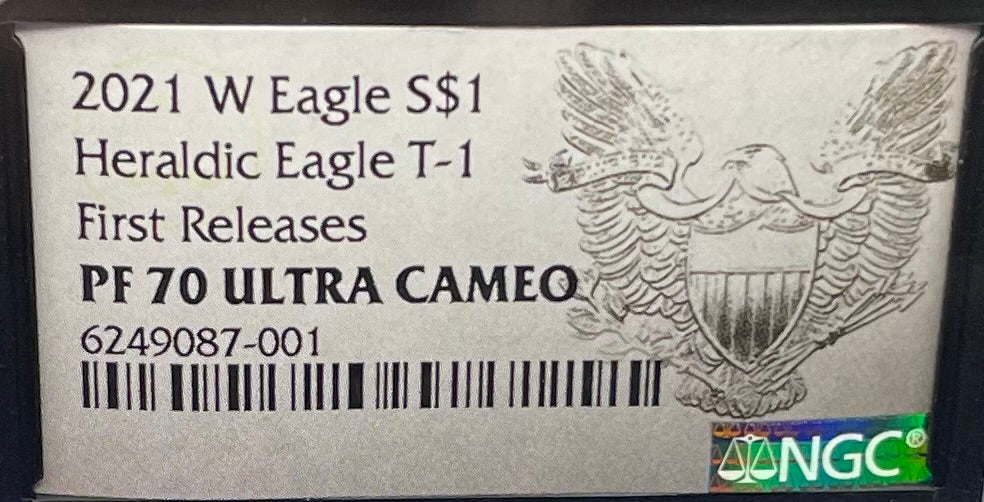 2021 W Eagle S$1
Heraldic Eagle T-1
First Releases
PF 70 ULTRA CAMEO
6249087-001
NGC®